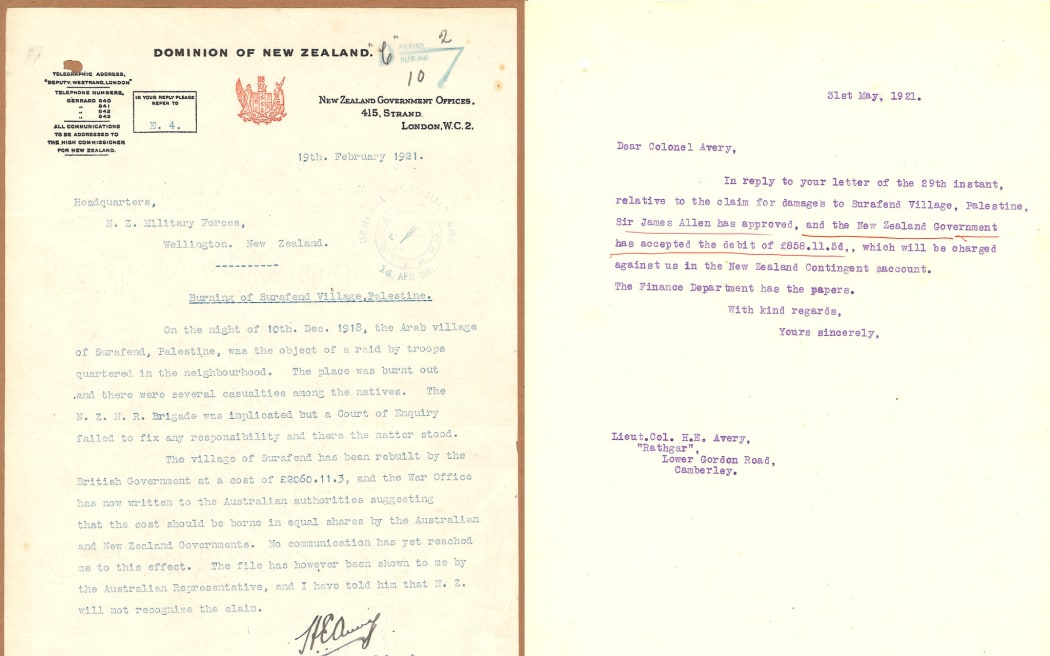 DOMINION OF NEW ZEALAND.
"6"
2
10
TELEGRAPHIC ADDRESS,
"DEPUTY, WESTRAND, LONDON"
TELEPHONE NUMBERS,
GERRARD 840
" 841
" 842
" 843
ALL COMMUNICATIONS
TO BE ADDRESSED TO
THE HIGH COMMISSIONER
FOR NEW ZEALAND.
IN YOUR REPLY PLEASE
REFER TO
E. 4.
NEW ZEALAND GOVERNMENT OFFICES,
415, STRAND.
LONDON, W.C. 2.
19th. February 1921.
Headquarters,
N. Z. Military Forces,
Wellington. New Zealand.
14 APR 1921
----------
Burning of Surafend Village,Palestine.
On the night of 10th. Dec. 1918, the Arab village
of Surafend, Palestine, was the object of a raid by troops
quartered in the neighbourhood. The place was burnt out
and there were several casualties among the natives. The
N. Z. M. R. Brigade was implicated but a Court of Enquiry
failed to fix any responsibility and there the matter stood.
The village of Surafend has been rebuilt by the
British Government at a cost of £2060.11.3, and the War Office
has now written to the Australian authorities suggesting
that the cost should be borne in equal shares by the Australian
and New Zealand Governments. No communication has yet reached
me to this effect. The file has however been shown to me by
the Australian Representative, and I have told him that N. Z.
will not recognize the claim.
HEAvery
31st May, 1921.
Dear Colonel Avery,
In reply to your letter of the 29th instant,
relative to the claim for damages to Surafend Village, Palestine,
Sir James Allen has approved, and the New Zealand Government
has accepted the debit of £858.11.5d,, which will be charged
against us in the New Zealand Contingent saccount.
The Finance Department has the papers.
With kind regards,
Yours sincerely,
Lieut.Col. H.E. Avery,
"Rathgar",
Lower Gordon Road,
Camberley.